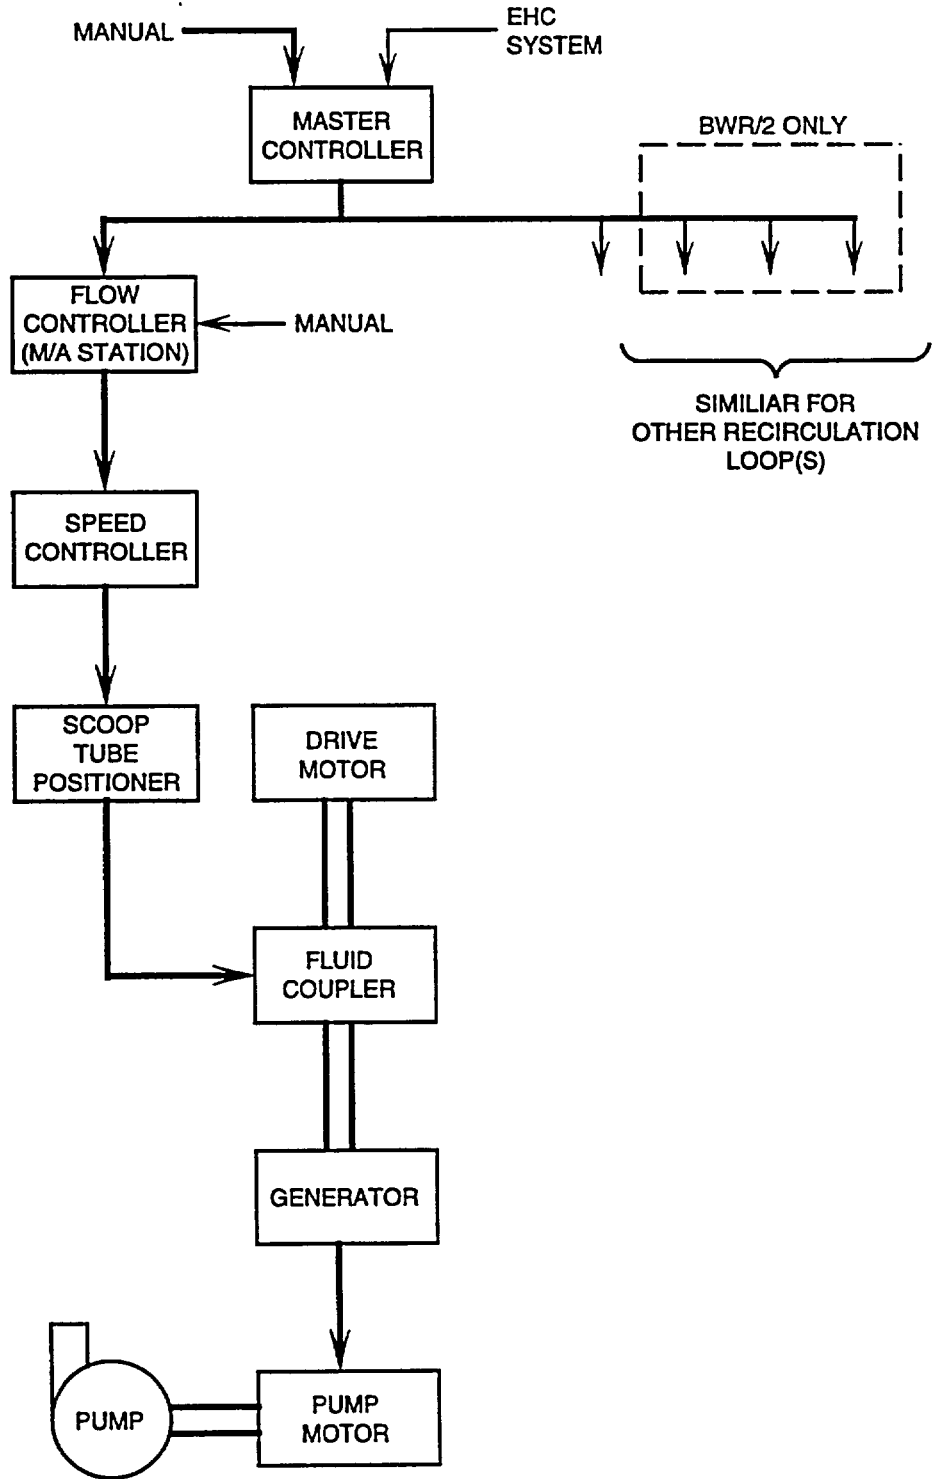 MANUAL
EHC
SYSTEM
MASTER
CONTROLLER
BWR/2 ONLY
FLOW
CONTROLLER
(M/A STATION)
MANUAL
SIMILIAR FOR
OTHER RECIRCULATION
LOOP(S)
SPEED
CONTROLLER
SCOOP
TUBE
POSITIONER
DRIVE
MOTOR
FLUID
COUPLER
GENERATOR
PUMP
PUMP
MOTOR